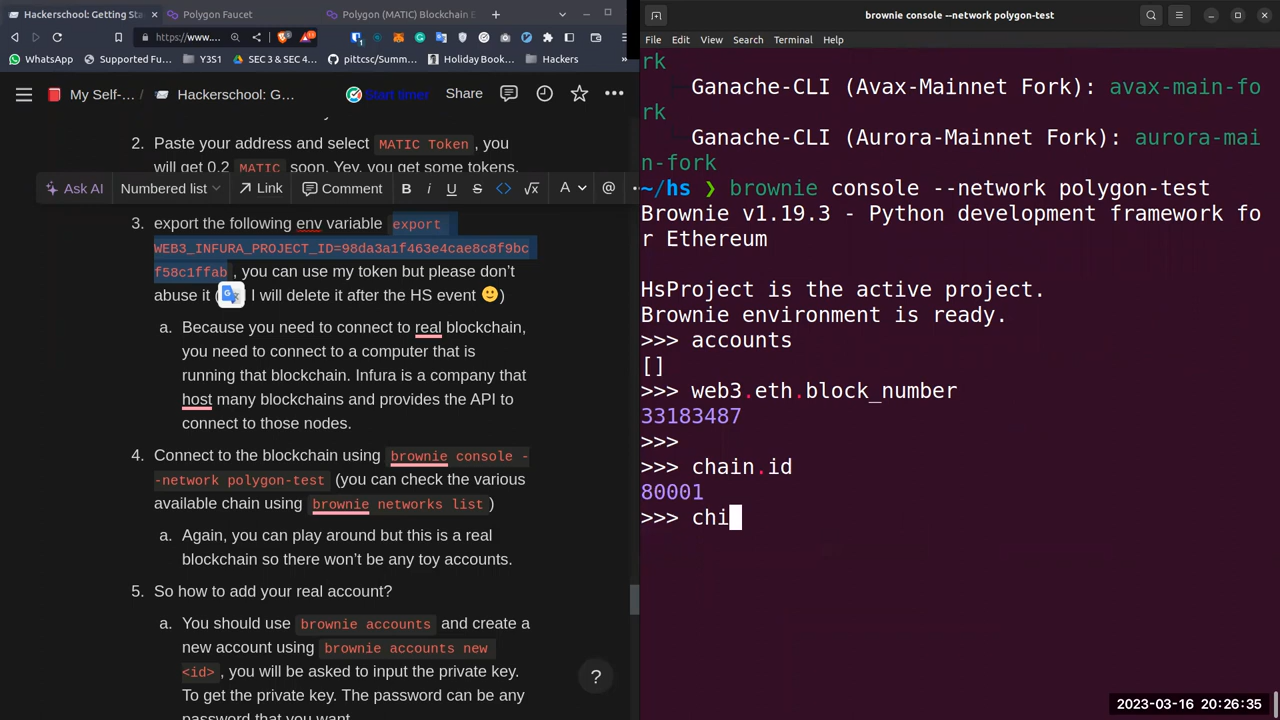 Hackerschool: Getting Sta
Polygon Faucet
Polygon (MATIC) Blockchain E
https://www....
WhatsApp
Supported Fu...
Y3S1
SEC 3 & SEC 4...
pittcsc/Summ...
Holiday Book...
Hackers
»
My Self-...
/
Hackerschool: G...
Start timer
Share
2. Paste your address and select MATIC Token, you
will get 0.2 MATIC soon. Yey, you get some tokens.
Ask AI
Numbered list
Link
Comment
B
i
U
S
<>
√x
A
@
3. export the following env variable export
WEB3_INFURA_PROJECT_ID=98da3a1f463e4cae8c8f9bc
f58c1ffab, you can use my token but please don't
abuse it ( I will delete it after the HS event 🙂)
a. Because you need to connect to real blockchain,
you need to connect to a computer that is
running that blockchain. Infura is a company that
host many blockchains and provides the API to
connect to those nodes.
4. Connect to the blockchain using brownie console -
-network polygon-test (you can check the various
available chain using brownie networks list)
a. Again, you can play around but this is a real
blockchain so there won't be any toy accounts.
5. So how to add your real account?
a. You should use brownie accounts and create a
new account using brownie accounts new
<id>, you will be asked to input the private key.
To get the private key. The password can be any
password that you want.
?
brownie console --network polygon-test
File Edit View Search Terminal Help
rk
Ganache-CLI (Avax-Mainnet Fork): avax-main-fo
rk
Ganache-CLI (Aurora-Mainnet Fork): aurora-mai
n-fork
~/hs ❯ brownie console --network polygon-test
Brownie v1.19.3 - Python development framework fo
r Ethereum
HsProject is the active project.
Brownie environment is ready.
>>> accounts
[]
>>> web3.eth.block_number
33183487
>>>
>>> chain.id
80001
>>> chi
2023-03-16 20:26:35